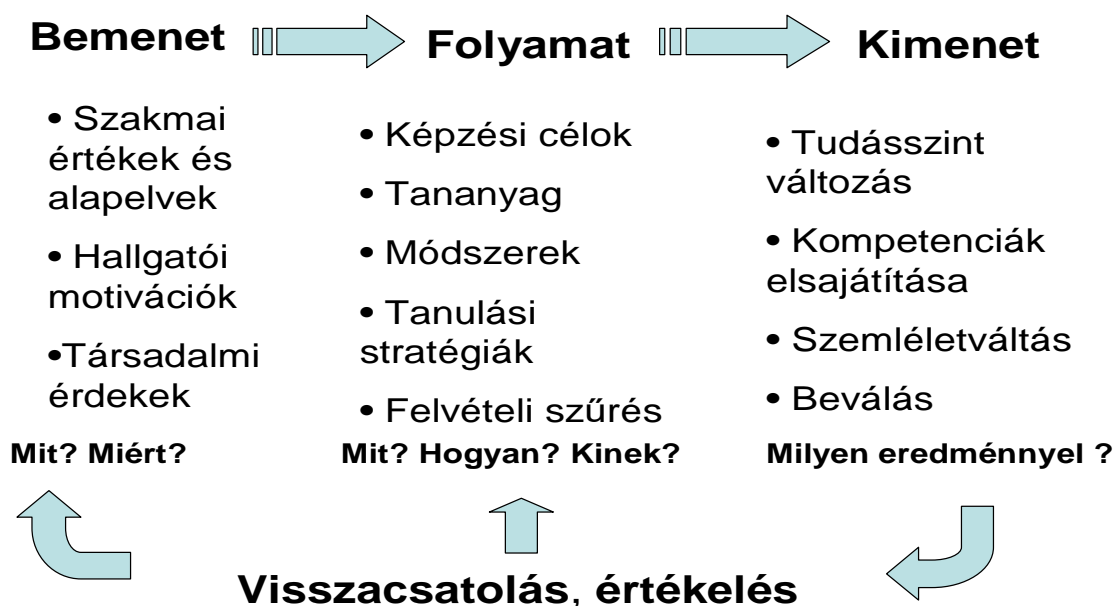 Bemenet
Folyamat
Kimenet
• Szakmai
értékek és
alapelvek
• Hallgatói
motivációk
•Társadalmi
érdekek
Mit? Miért?
• Képzési célok
• Tananyag
• Módszerek
• Tanulási
stratégiák
• Felvételi szűrés
Mit? Hogyan? Kinek?
• Tudásszint
változás
• Kompetenciák
elsajátítása
• Szemléletváltás
• Beválás
Milyen eredménnyel ?
Visszacsatolás, értékelés